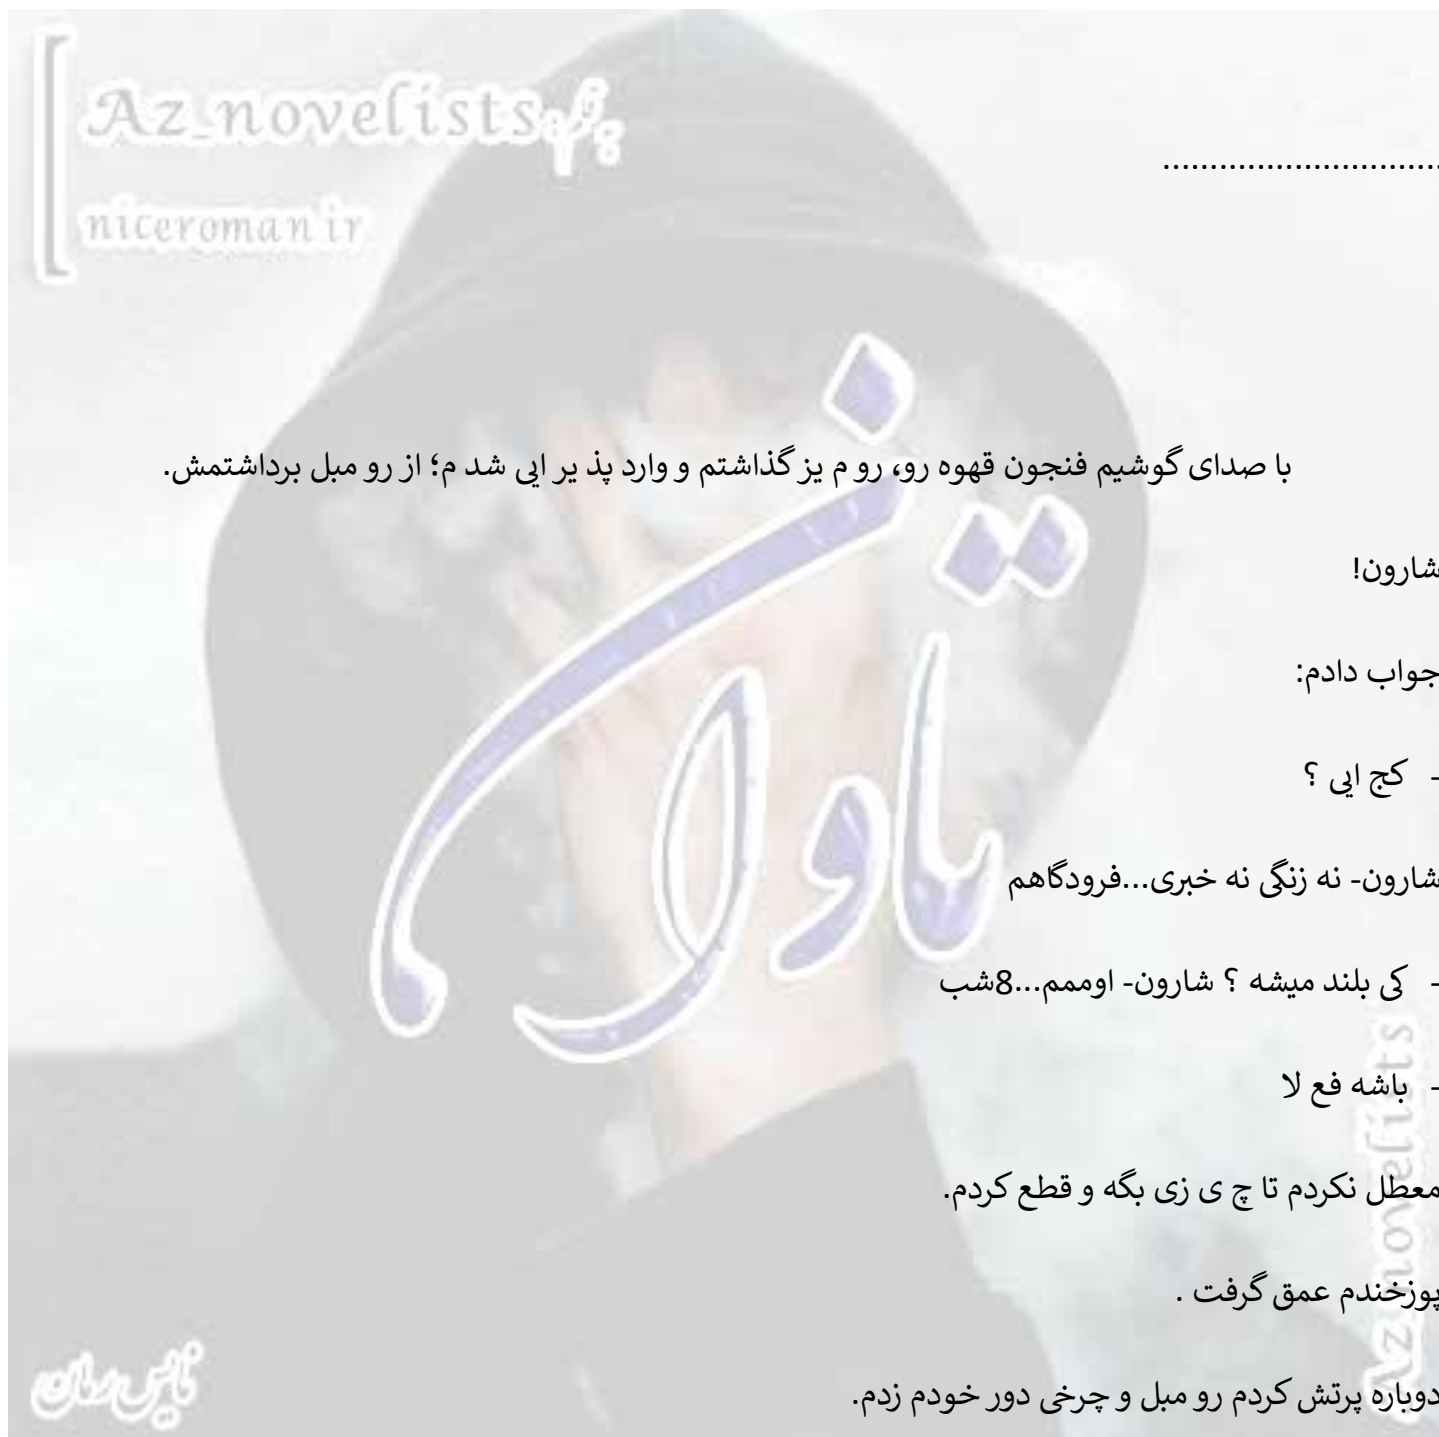 Az_novelists
niceroman ir
..............................
با صدای گوشیم فنجون قهوه رو، رو م یز گذاشتم و وارد پذ یر ایی شد م؛ از رو مبل برداشتمش.
شارون!
جواب دادم:
- کج ایی ؟
شارون- نه زنگی نه خبری...فرودگاهم
- کی بلند میشه ؟ شارون- اوممم...8شب
- باشه فع لا
معطل نکردم تا چ ی زی بگه و قطع کردم.
پوزخندم عمق گرفت .
دوباره پرتش کردم رو مبل و چرخی دور خودم زدم.
Az_novelists
نایس رمان